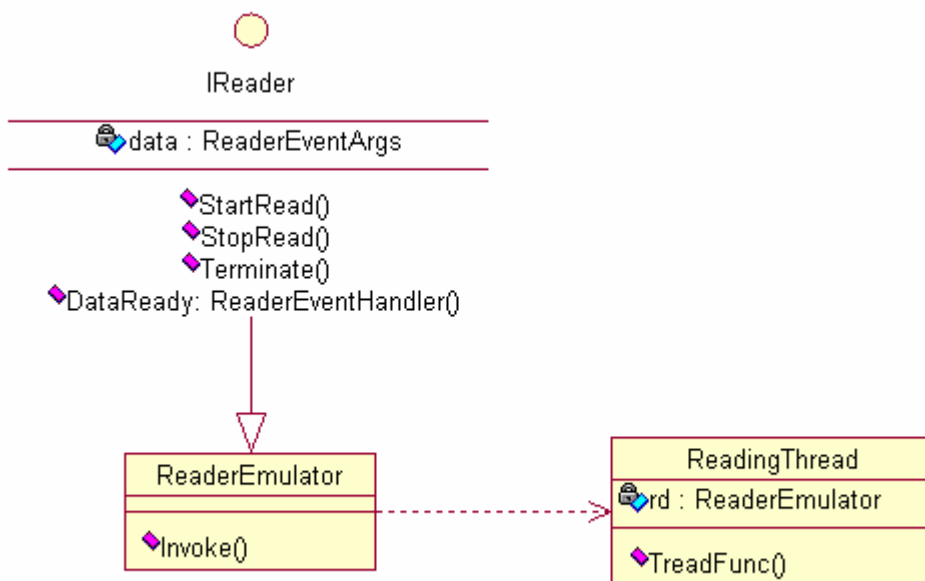 IReader
data : ReaderEventArgs
StartRead()
StopRead()
Terminate()
DataReady: ReaderEventHandler()
ReaderEmulator
Invoke()
ReadingThread
rd : ReaderEmulator
TreadFunc()